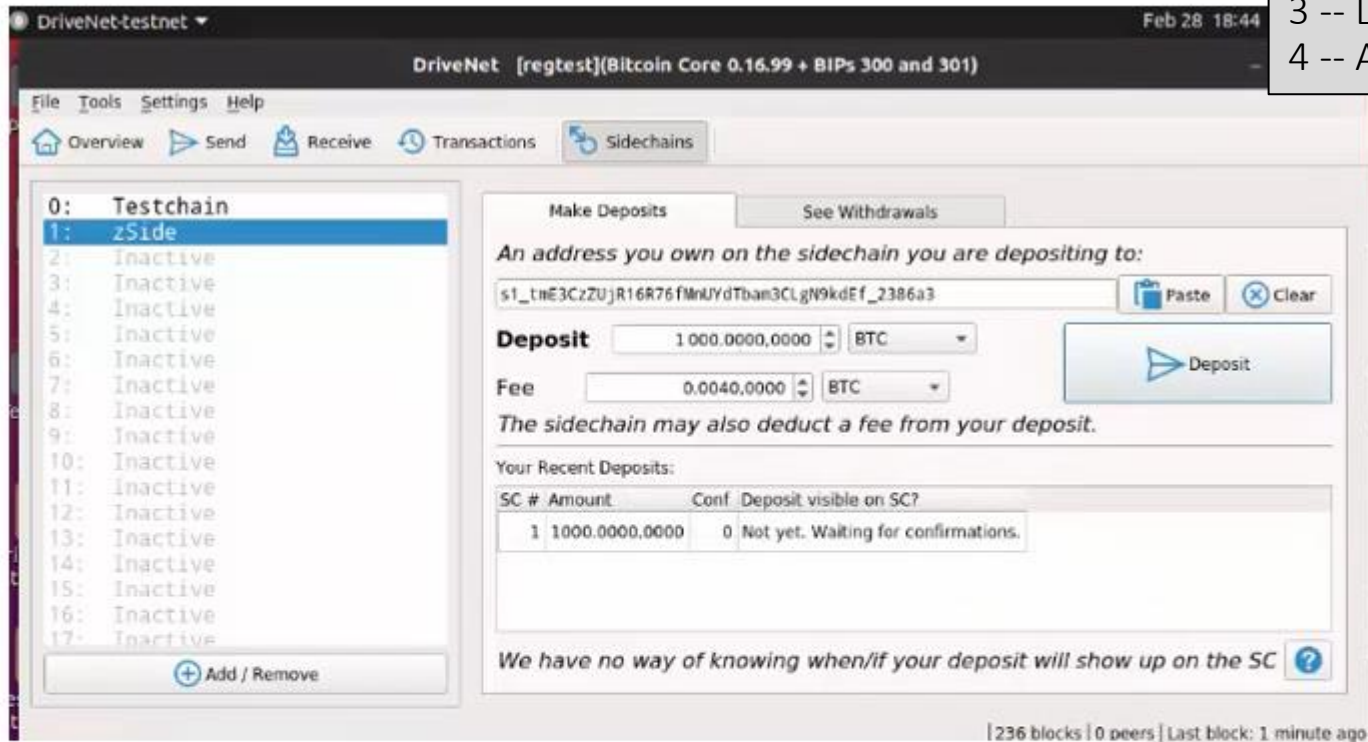 DriveNet-testnet
Feb 28 18:44
3 --
4 --
DriveNet [regtest](Bitcoin Core 0.16.99 + BIPs 300 and 301)
File Tools Settings Help
Overview Send Receive Transactions Sidechains
0: Testchain
1: zSide
2: Inactive
3: Inactive
4: Inactive
5: Inactive
6: Inactive
7: Inactive
8: Inactive
9: Inactive
10: Inactive
11: Inactive
12: Inactive
13: Inactive
14: Inactive
15: Inactive
16: Inactive
17: Inactive
Add / Remove
Make Deposits See Withdrawals
An address you own on the sidechain you are depositing to:
s1_tmE3CzZUjR16R76fMnUYdTbam3CLgN9kdEf_2386a3 Paste Clear
Deposit 1 000.0000,0000 BTC
Deposit
Fee 0.0040,0000 BTC
The sidechain may also deduct a fee from your deposit.
Your Recent Deposits:
SC # Amount Conf Deposit visible on SC?
1 1000.0000,0000 0 Not yet. Waiting for confirmations.
We have no way of knowing when/if your deposit will show up on the SC
236 blocks | 0 peers | Last block: 1 minute ago